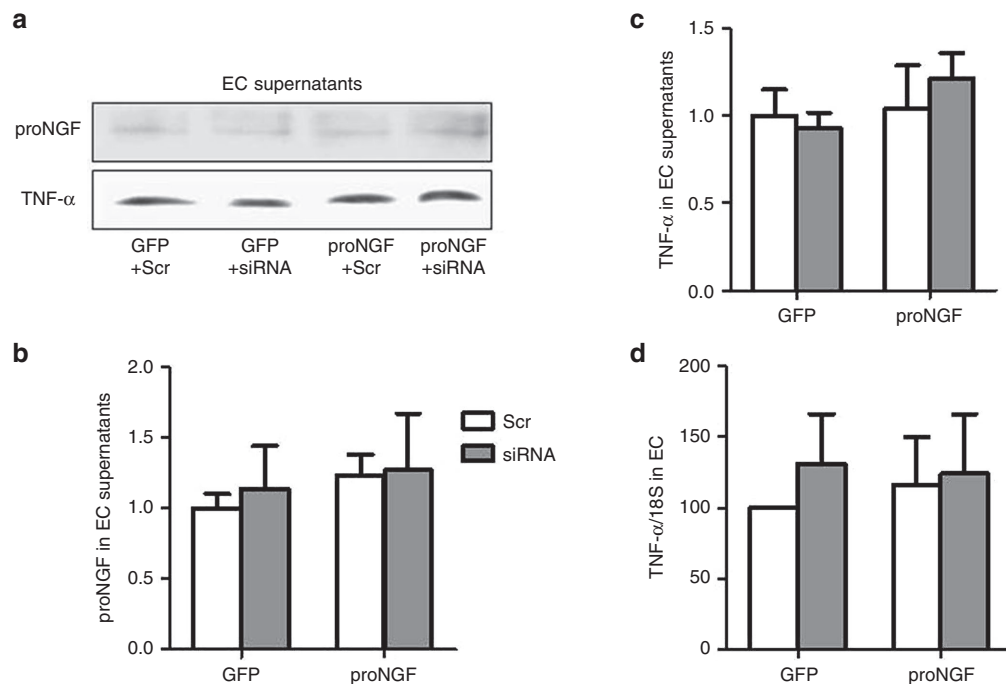 a
EC supernatants
proNGF
TNF-α
GFP
+Scr
GFP
+siRNA
proNGF
+Scr
proNGF
+siRNA
b
proNGF in EC supernatants
2.0
1.5
1.0
0.5
0.0
GFP
proNGF
Scr
siRNA
c
TNF-α in EC supernatants
1.5
1.0
0.5
0.0
GFP
proNGF
d
TNF-α/18S in EC
200
150
100
50
0
GFP
proNGF